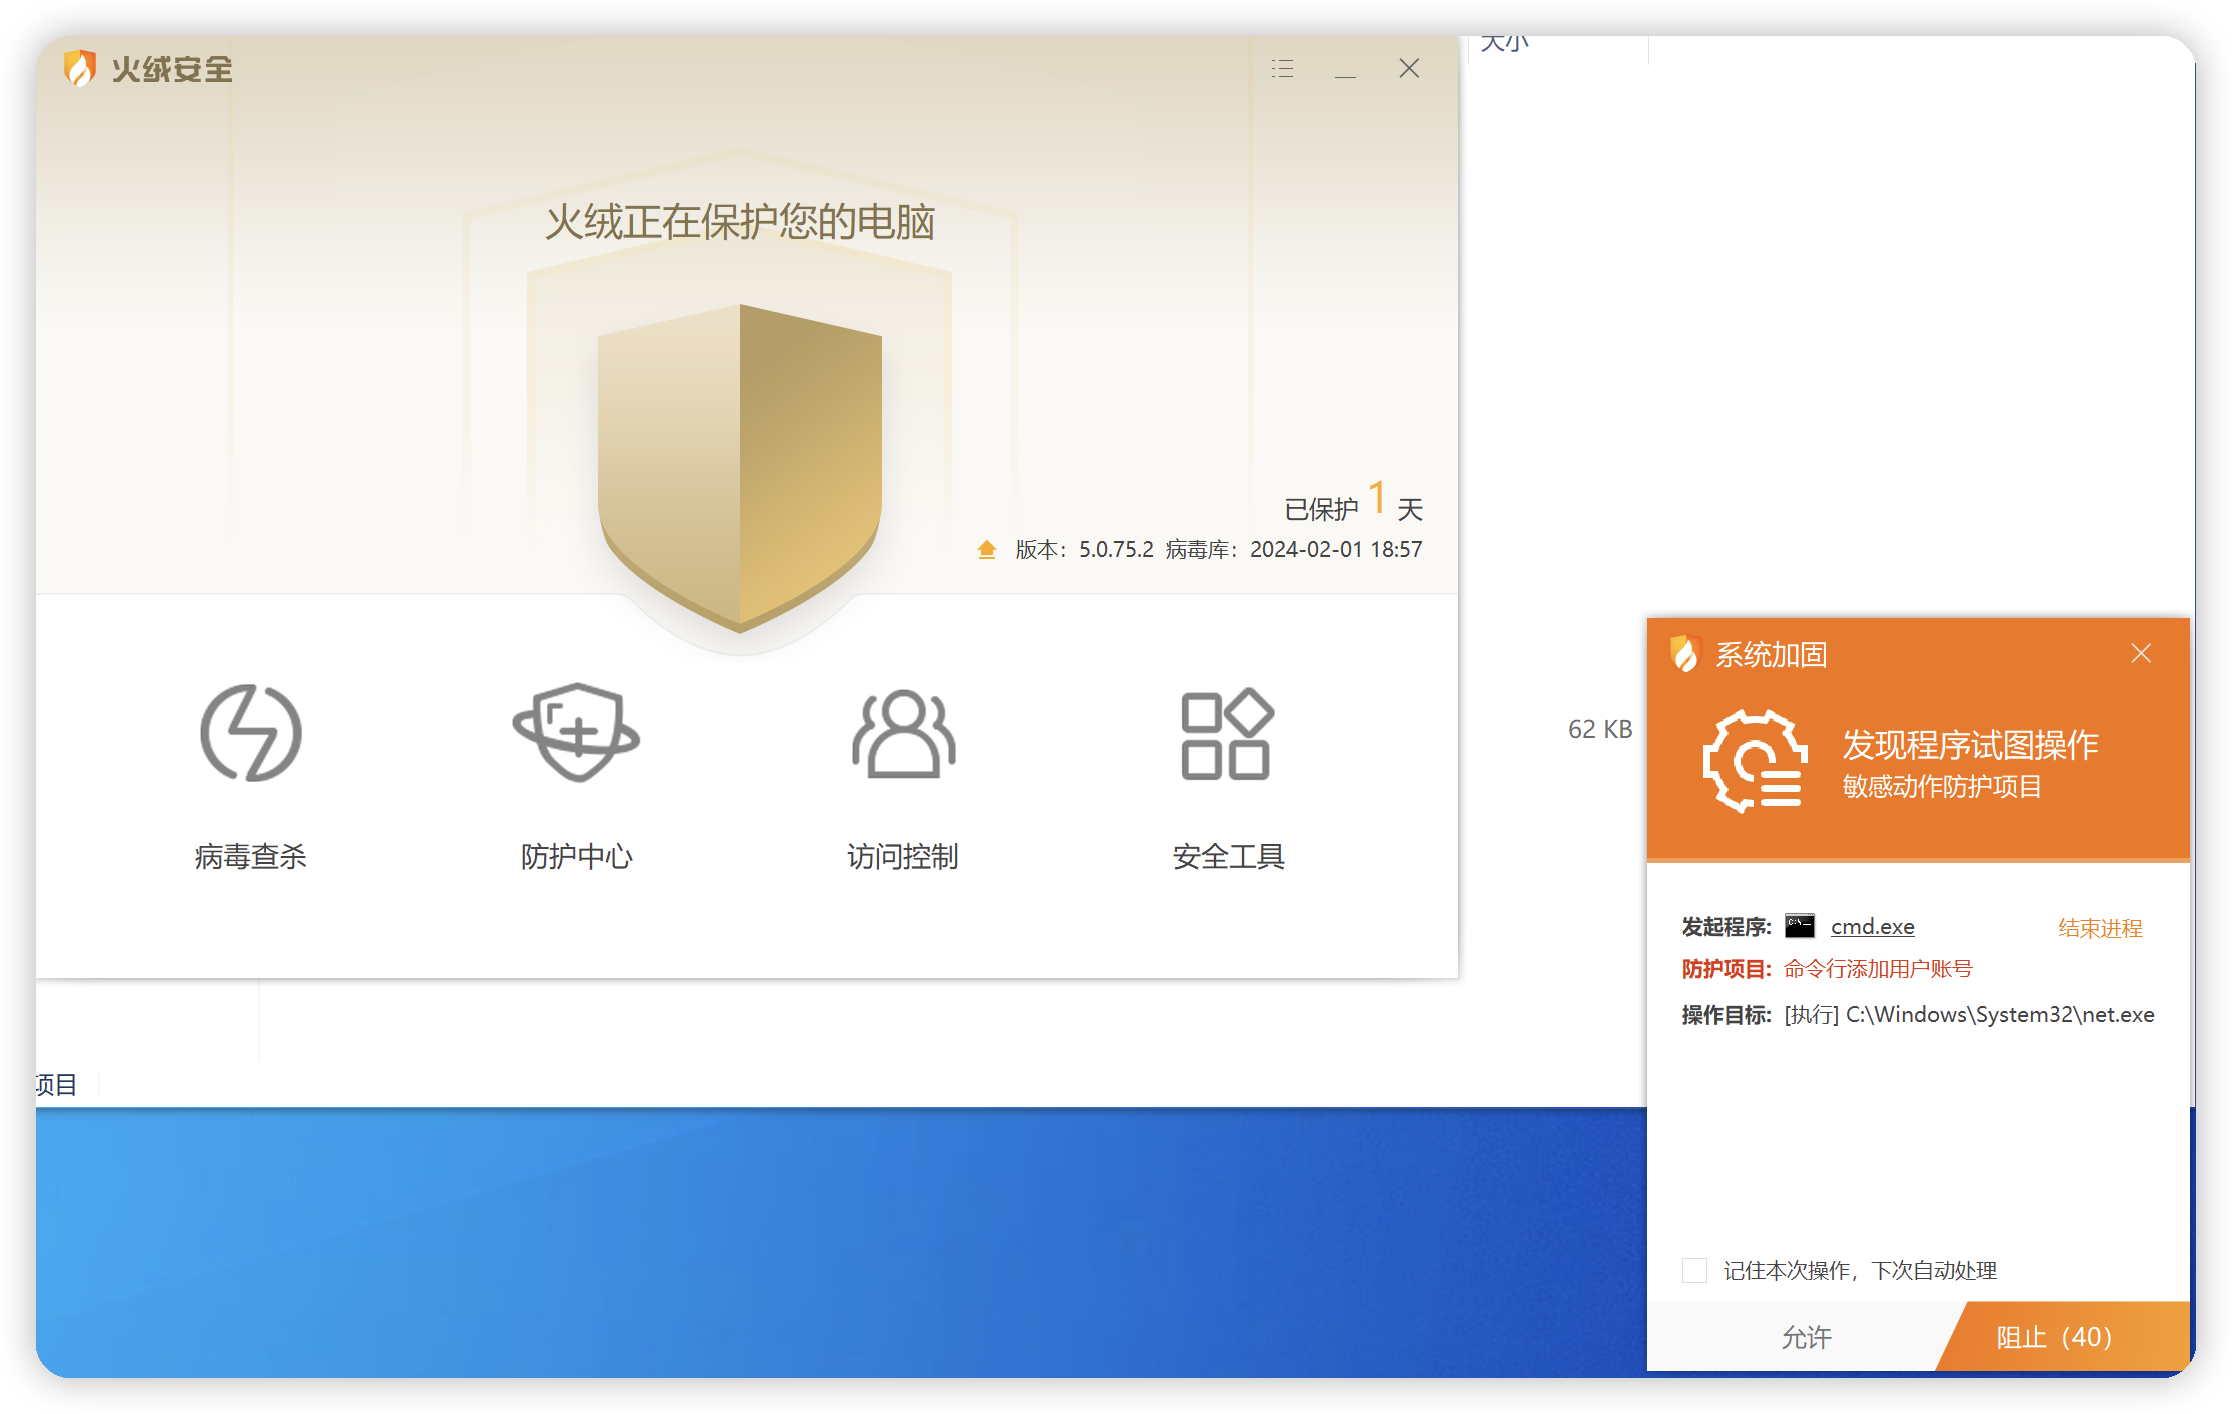 火绒安全
大小
火绒正在保护您的电脑
已保护 1 天
版本：5.0.75.2 病毒库：2024-02-01 18:57
病毒查杀
防护中心
访问控制
安全工具
62 KB
项目
系统加固
发现程序试图操作
敏感动作防护项目
发起程序: cmd.exe 结束进程
防护项目: 命令行添加用户账号
操作目标: [执行] C:\Windows\System32\net.exe
记住本次操作，下次自动处理
允许
阻止（40）